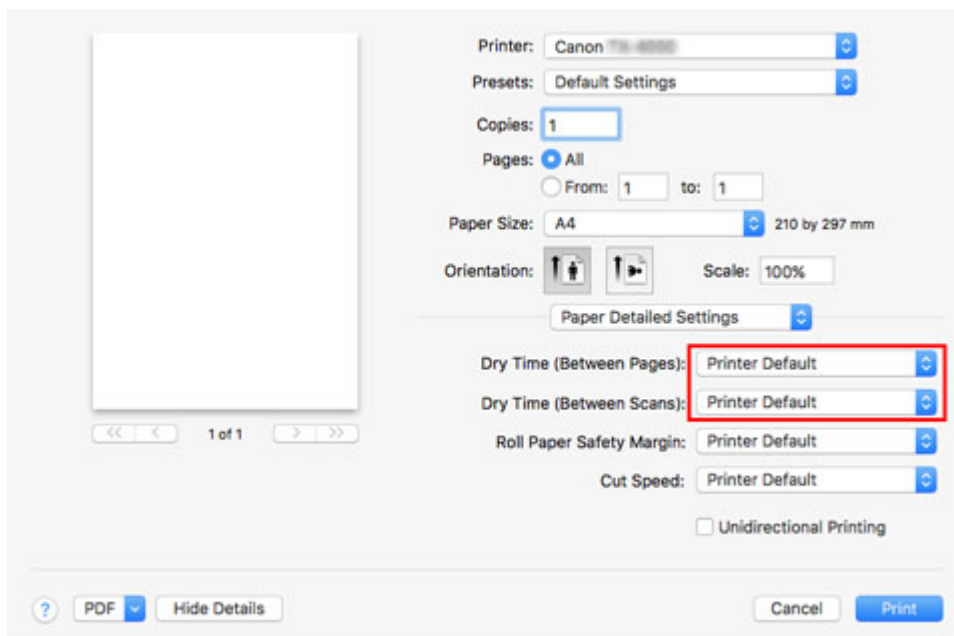 Printer: Canon
Presets: Default Settings
Copies: 1
Pages: All
From: 1 to: 1
Paper Size: A4 210 by 297 mm
Orientation: Scale: 100%
Paper Detailed Settings
Dry Time (Between Pages): Printer Default
Dry Time (Between Scans): Printer Default
<< < 1 of 1 > >>
Roll Paper Safety Margin: Printer Default
Cut Speed: Printer Default
Unidirectional Printing
? PDF Hide Details Cancel Print